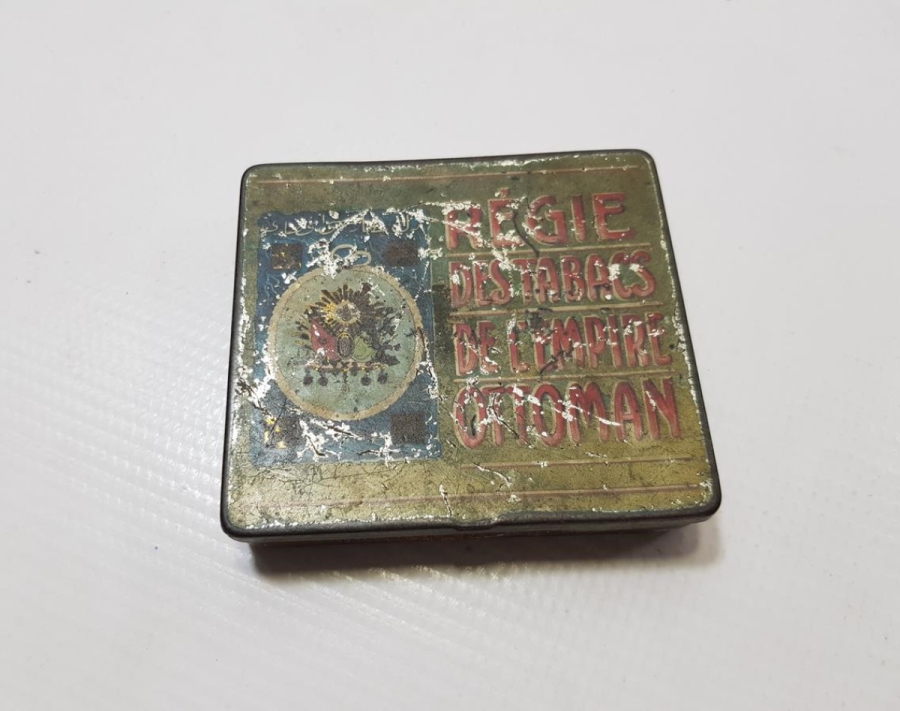 RÉGIE
DES TABACS
DE L'EMPIRE
OTTOMAN